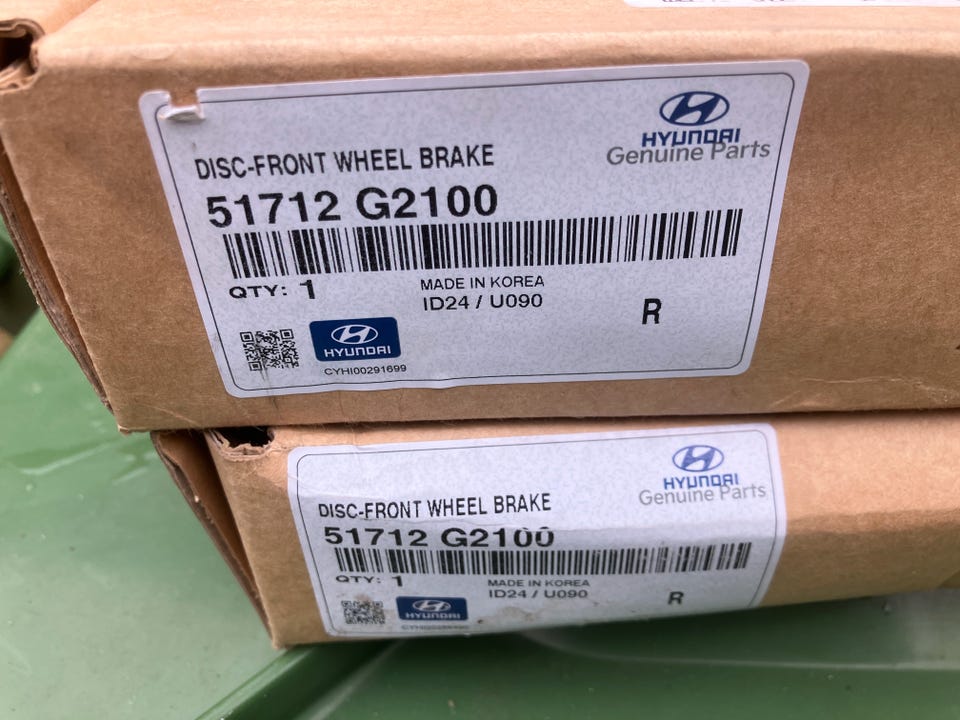 HYUNDAI
Genuine Parts
DISC-FRONT WHEEL BRAKE
51712 G2100
QTY: 1
MADE IN KOREA
ID24 / U090
R
HYUNDAI
CYHI00291699
HYUNDAI
Genuine Parts
DISC-FRONT WHEEL BRAKE
51712 G2100
QTY: 1
MADE IN KOREA
ID24 / U090
R
HYUNDAI